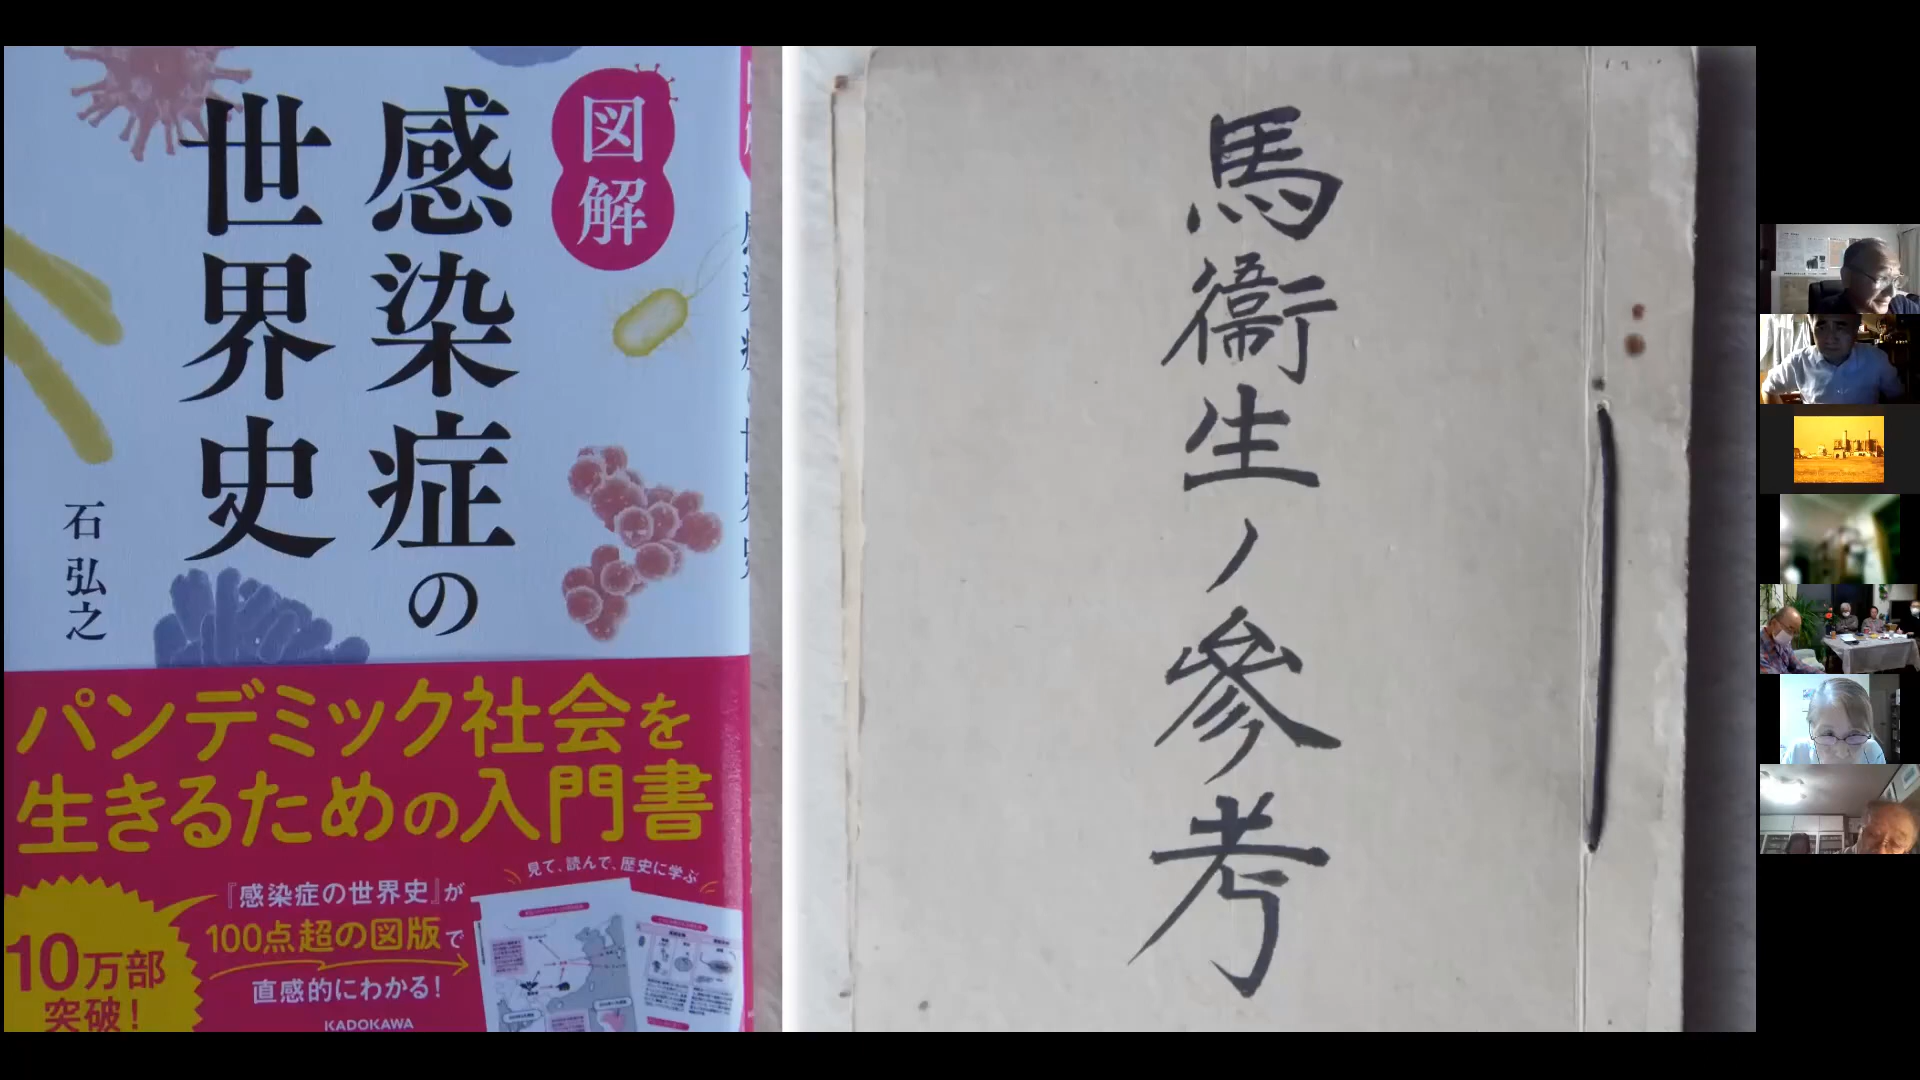 図解
感染症の
世界史
石 弘之
パンデミック社会を
生きるための入門書
見て、読んで、歴史に学ぶ
『感染症の世界史』が
100点超の図版で
直感的にわかる!
10万部
突破!
KADOKAWA
馬衞生ノ參考